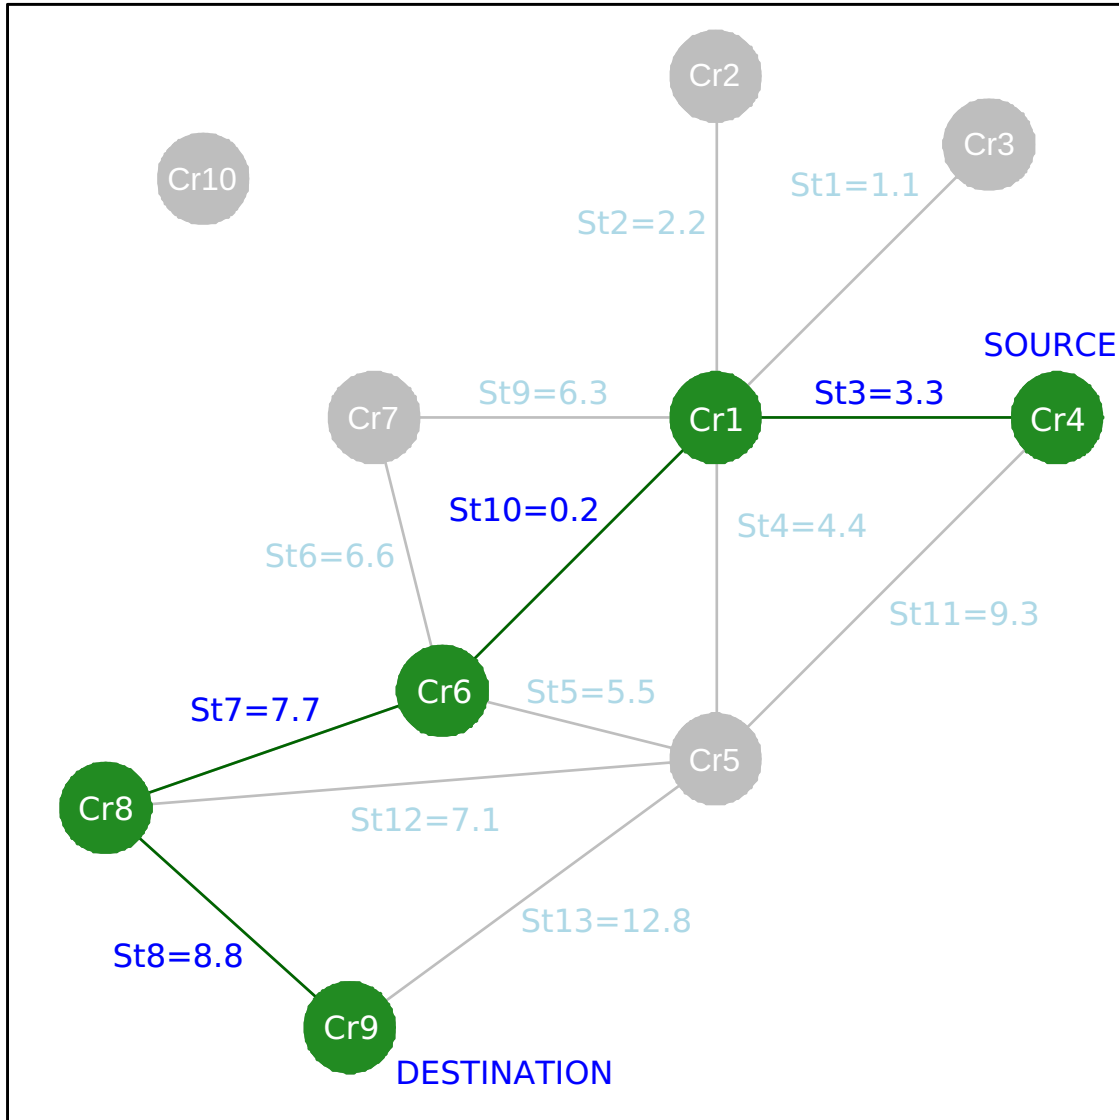 Cr2
Cr3
Cr10
St1=1.1
St2=2.2
SOURCE
St9=6.3
St3=3.3
Cr7
Cr1
Cr4
St10=0.2
St4=4.4
St6=6.6
St11=9.3
Cr6
St5=5.5
St7=7.7
Cr5
Cr8
St12=7.1
St13=12.8
St8=8.8
Cr9
DESTINATION